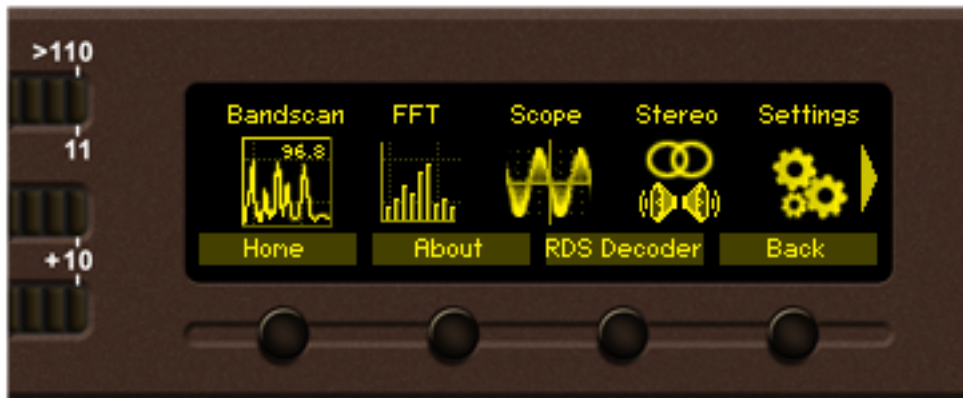 >110
11
+10
Bandscan FFT Scope Stereo Settings
96.8
Home About RDS Decoder Back